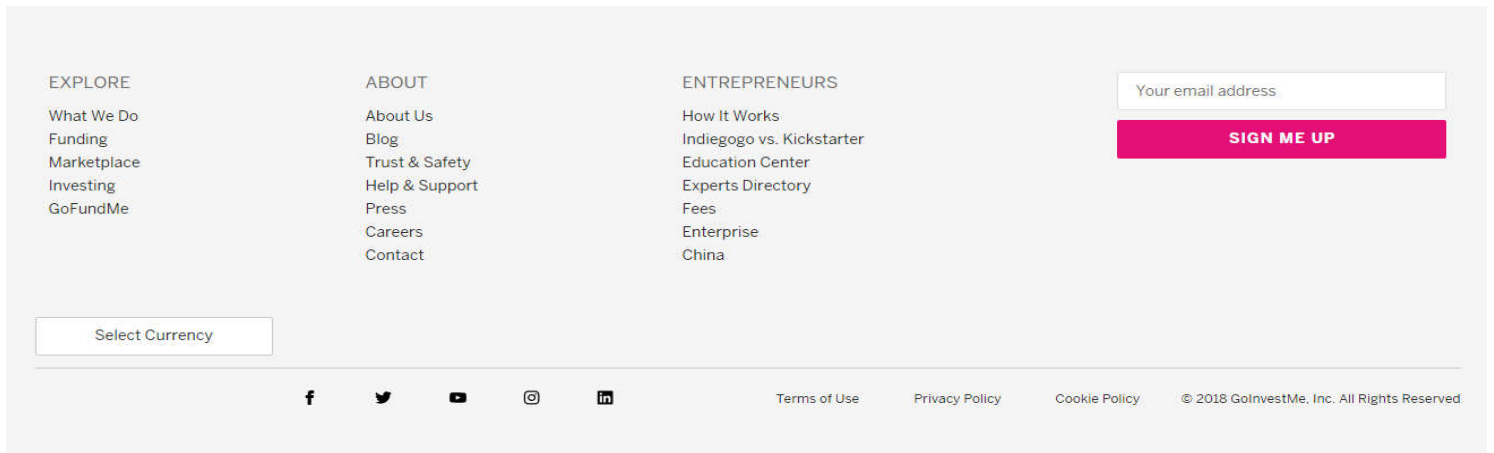 EXPLORE
What We Do
Funding
Marketplace
Investing
GoFundMe
ABOUT
About Us
Blog
Trust & Safety
Help & Support
Press
Careers
Contact
ENTREPRENEURS
How It Works
Indiegogo vs. Kickstarter
Education Center
Experts Directory
Fees
Enterprise
China
Your email address
SIGN ME UP
Select Currency
Terms of Use
Privacy Policy
Cookie Policy
© 2018 GoInvestMe, Inc. All Rights Reserved